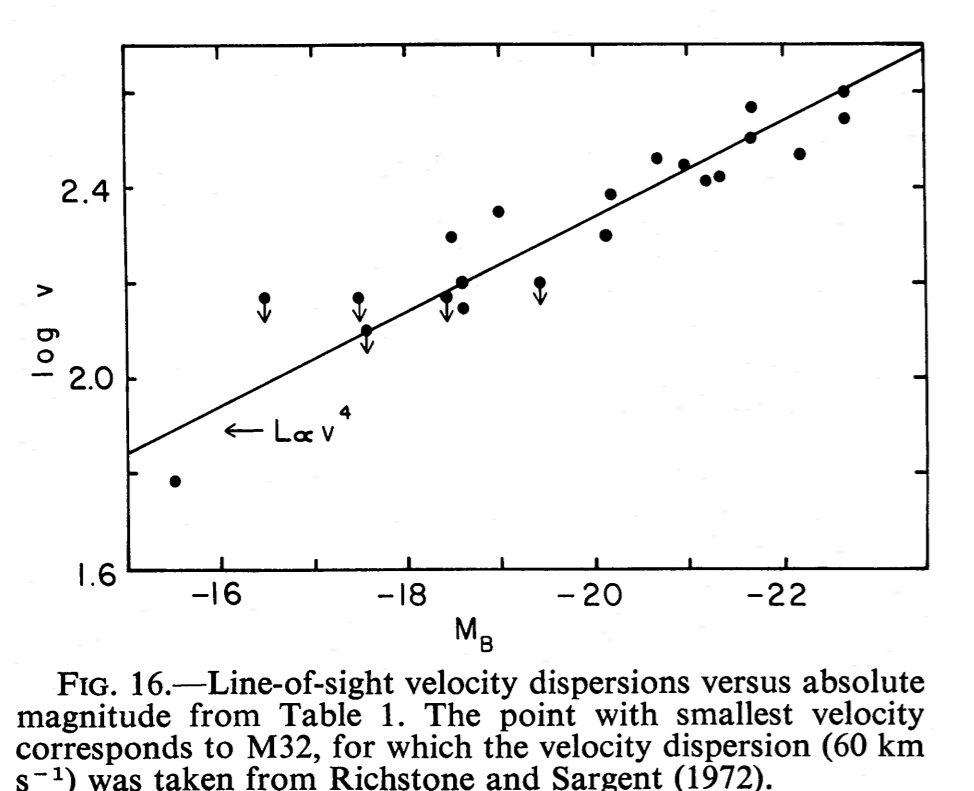 2.4
log v
2.0
← L∝v⁴
1.6
-16
-18
-20
-22
M_B
FIG. 16.—Line-of-sight velocity dispersions versus absolute
magnitude from Table 1. The point with smallest velocity
corresponds to M32, for which the velocity dispersion (60 km
s⁻¹) was taken from Richstone and Sargent (1972).